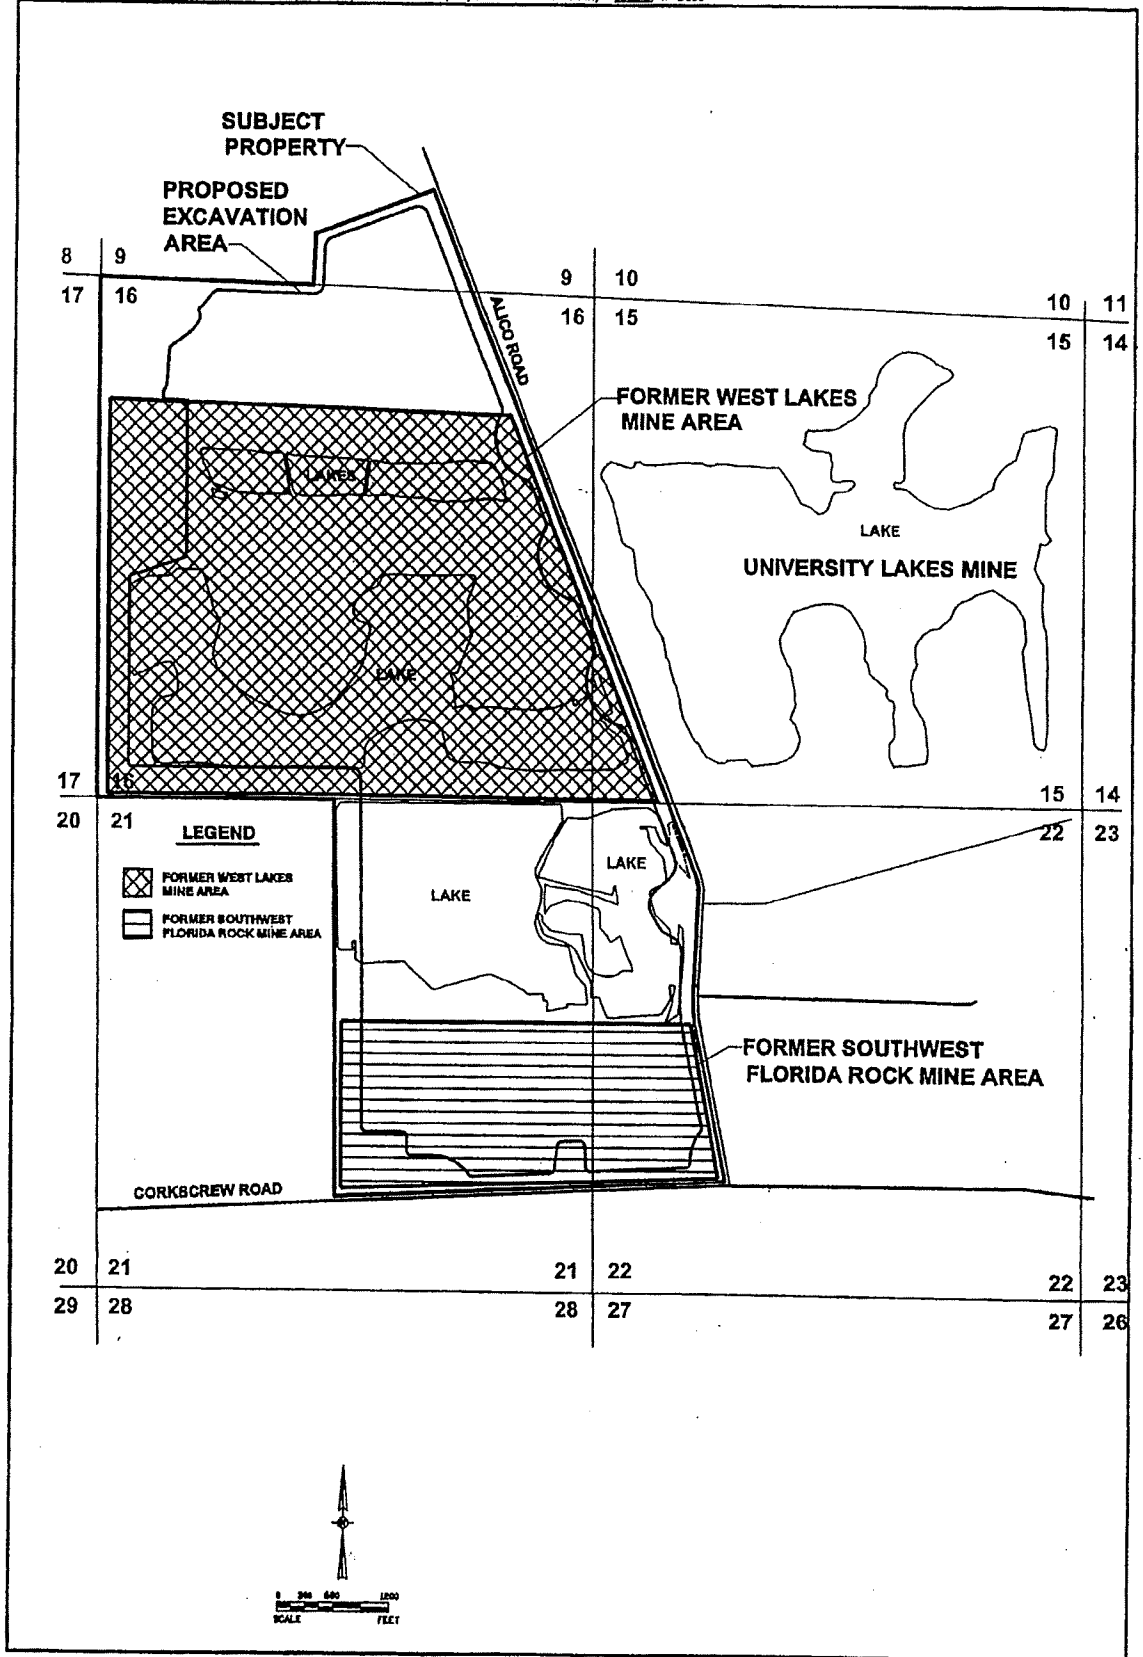 SUBJECT
PROPERTY
PROPOSED
EXCAVATION
AREA
8 9
17 16
9 10
16 15
10 11
15 14
ALICO ROAD
FORMER WEST LAKES
MINE AREA
LAKES
LAKE
UNIVERSITY LAKES MINE
LAKE
17 16
20 21
15 14
22 23
LEGEND
FORMER WEST LAKES
MINE AREA
FORMER SOUTHWEST
FLORIDA ROCK MINE AREA
LAKE
LAKE
FORMER SOUTHWEST
FLORIDA ROCK MINE AREA
CORKSCREW ROAD
20 21
29 28
21 22
28 27
22 23
27 26
0 1200
SCALE FEET